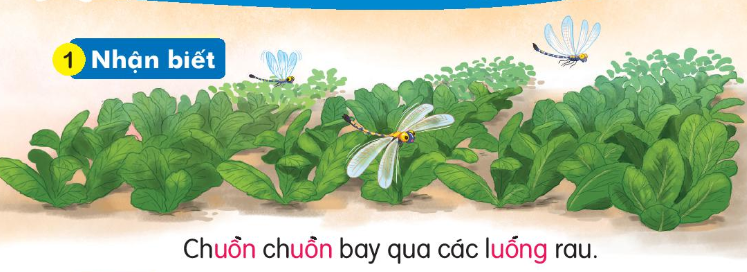 1 Nhận biết
Chuồn chuồn bay qua các luống rau.